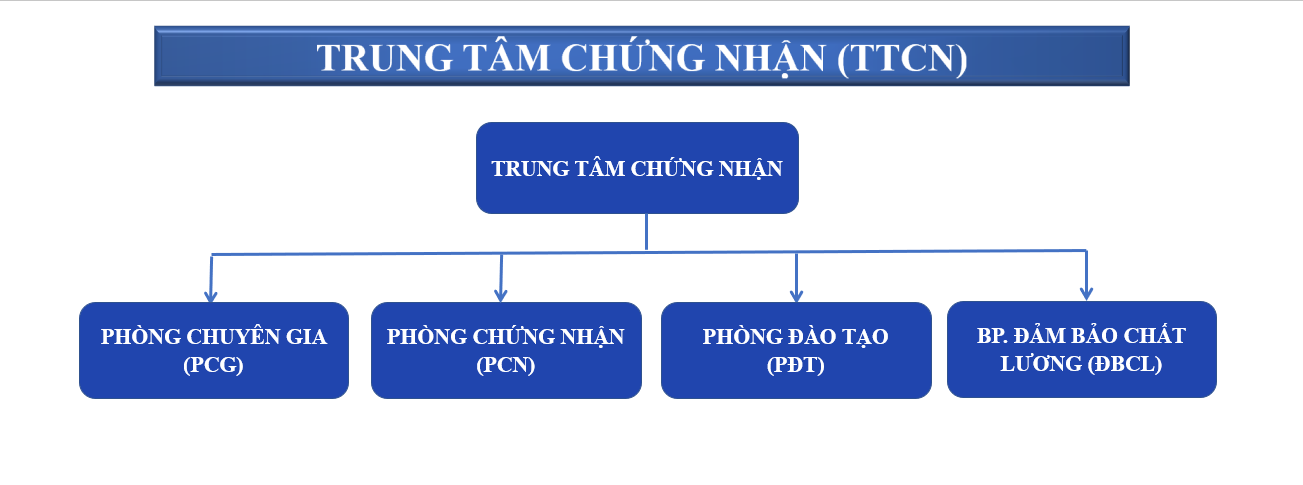 TRUNG TÂM CHỨNG NHẬN (TTCN)
TRUNG TÂM CHỨNG NHẬN
PHÒNG CHUYÊN GIA
(PCG)
PHÒNG CHỨNG NHẬN
(PCN)
PHÒNG ĐÀO TẠO
(PĐT)
BP. ĐẢM BẢO CHẤT
LƯƠNG (ĐBCL)